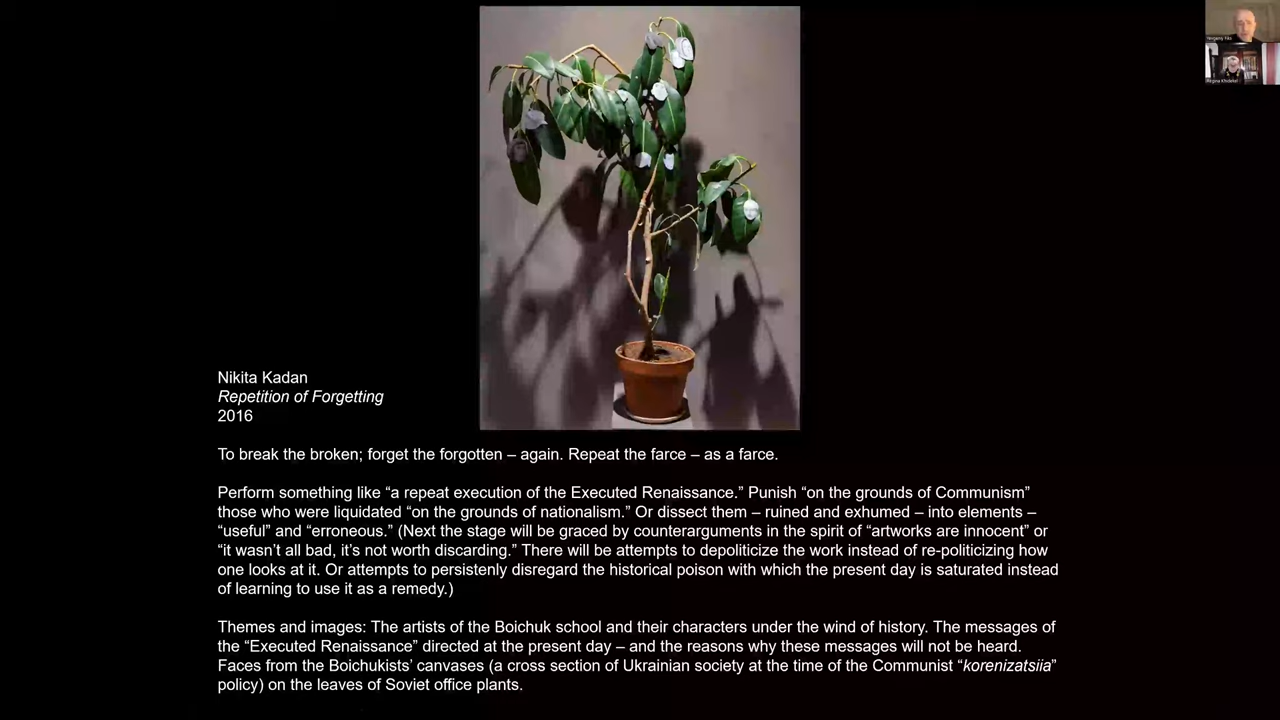 Yevgeniy Fiks
Regina Khidekel
Nikita Kadan
Repetition of Forgetting
2016
To break the broken; forget the forgotten – again. Repeat the farce – as a farce.
Perform something like “a repeat execution of the Executed Renaissance.” Punish “on the grounds of Communism”
those who were liquidated “on the grounds of nationalism.” Or dissect them – ruined and exhumed – into elements –
“useful” and “erroneous.” (Next the stage will be graced by counterarguments in the spirit of “artworks are innocent” or
“it wasn’t all bad, it’s not worth discarding.” There will be attempts to depoliticize the work instead of re-politicizing how
one looks at it. Or attempts to persistenly disregard the historical poison with which the present day is saturated instead
of learning to use it as a remedy.)
Themes and images: The artists of the Boichuk school and their characters under the wind of history. The messages of
the “Executed Renaissance” directed at the present day – and the reasons why these messages will not be heard.
Faces from the Boichukists’ canvases (a cross section of Ukrainian society at the time of the Communist “korenizatsiia”
policy) on the leaves of Soviet office plants.